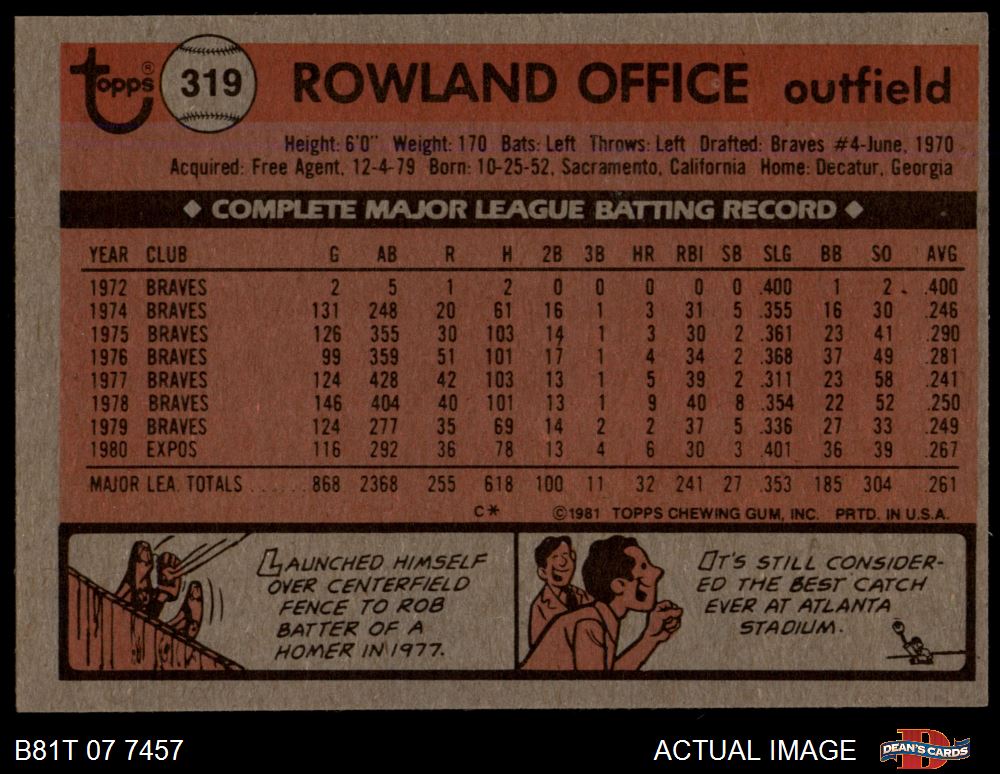 topps® 319 ROWLAND OFFICE outfield
Height: 6'0" Weight: 170 Bats: Left Throws: Left Drafted: Braves #4-June, 1970
Acquired: Free Agent, 12-4-79 Born: 10-25-52, Sacramento, California Home: Decatur, Georgia
◆ COMPLETE MAJOR LEAGUE BATTING RECORD ◆
YEAR CLUB G AB R H 2B 3B HR RBI SB SLG BB SO AVG
1972 BRAVES 2 5 1 2 0 0 0 0 0 .400 1 2 .400
1974 BRAVES 131 248 20 61 16 1 3 31 5 .355 16 30 .246
1975 BRAVES 126 355 30 103 14 1 3 30 2 .361 23 41 .290
1976 BRAVES 99 359 51 101 17 1 4 34 2 .368 37 49 .281
1977 BRAVES 124 428 42 103 13 1 5 39 2 .311 23 58 .241
1978 BRAVES 146 404 40 101 13 1 9 40 8 .354 22 52 .250
1979 BRAVES 124 277 35 69 14 2 2 37 5 .336 27 33 .249
1980 EXPOS 116 292 36 78 13 4 6 30 3 .401 36 39 .267
MAJOR LEA. TOTALS ...... 868 2368 255 618 100 11 32 241 27 .353 185 304 .261
C* ©1981 TOPPS CHEWING GUM, INC. PRTD. IN U.S.A.
LAUNCHED HIMSELF
OVER CENTERFIELD
FENCE TO ROB
BATTER OF A
HOMER IN 1977.
IT'S STILL CONSIDER-
ED THE BEST CATCH
EVER AT ATLANTA
STADIUM.
B81T 07 7457 ACTUAL IMAGE DEAN'S CARDS